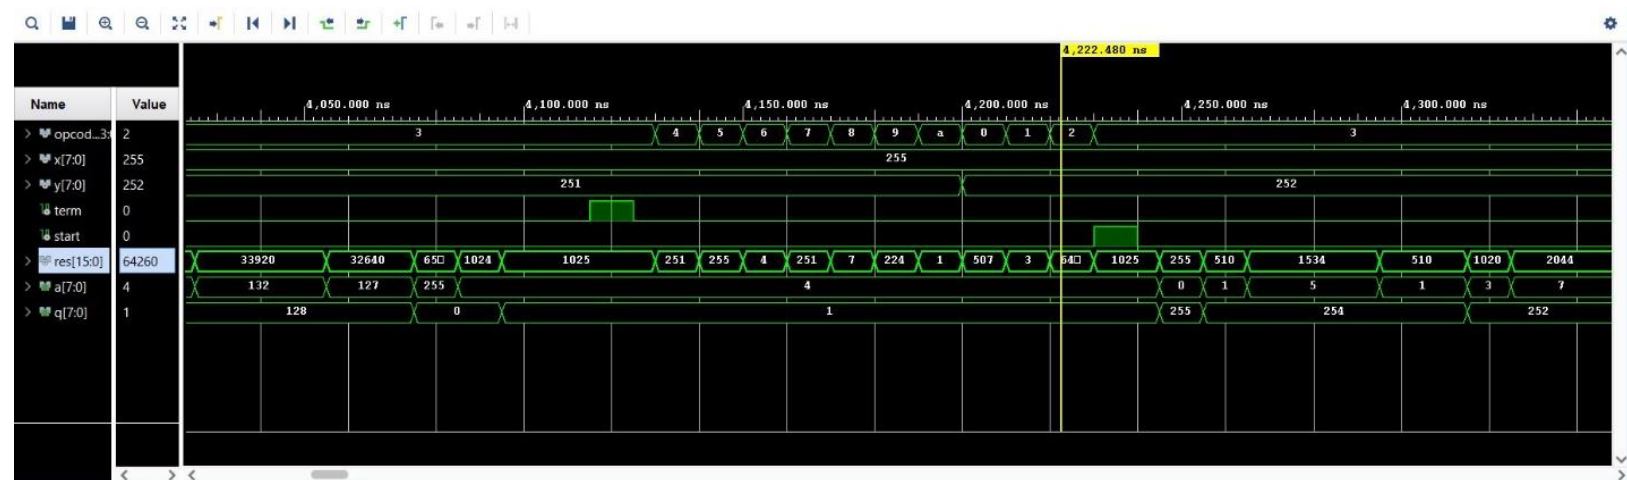 4,222.480 ns
4,050.000 ns 4,100.000 ns 4,150.000 ns 4,200.000 ns 4,250.000 ns 4,300.000 ns
Name Value
opcod...3:( 2 3 4 5 6 7 8 9 a 0 1 2 3
x[7:0] 255 255
y[7:0] 252 251 252
term 0
start 0
res[15:0] 64260 33920 32640 65□ 1024 1025 251 255 4 251 7 224 1 507 3 64□ 1025 255 510 1534 510 1020 2044
a[7:0] 4 132 127 255 4 0 1 5 1 3 7
q[7:0] 1 128 0 1 255 254 252